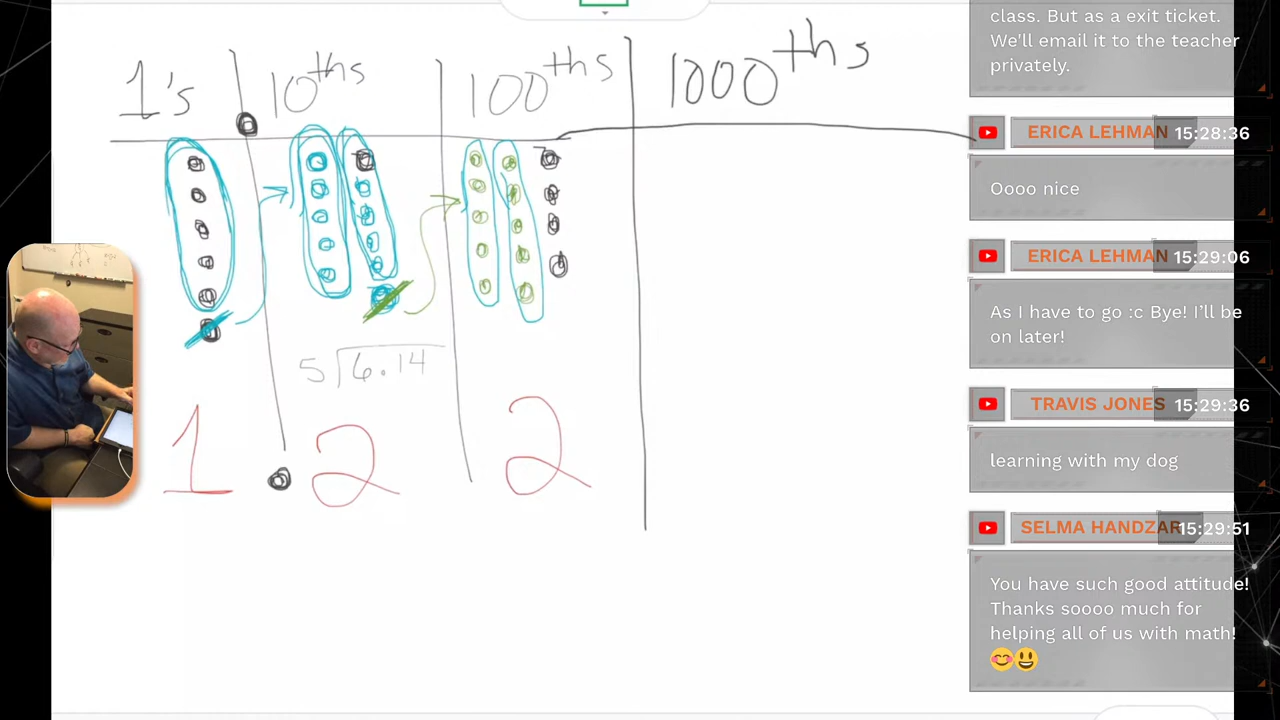 1's 10ths 100ths 1000ths
5 6.14
1 . 2 2
class. But as a exit ticket.
We'll email it to the teacher
privately.
ERICA LEHMAN 15:28:36
Oooo nice
ERICA LEHMAN 15:29:06
As I have to go :c Bye! I'll be
on later!
TRAVIS JONES 15:29:36
learning with my dog
SELMA HANDZAR 15:29:51
You have such good attitude!
Thanks soooo much for
helping all of us with math!
😊😃